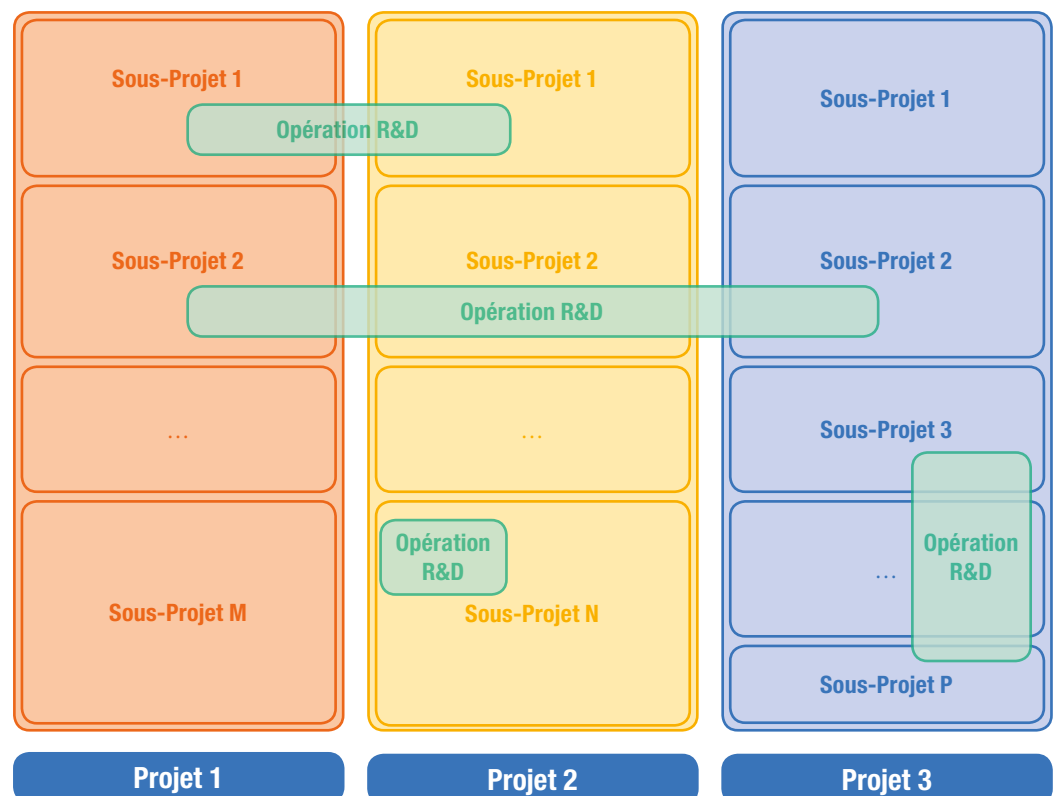 Sous-Projet 1
Sous-Projet 1
Sous-Projet 1
Opération R&D
Sous-Projet 2
Sous-Projet 2
Sous-Projet 2
Opération R&D
...
...
Sous-Projet 3
Opération
R&D
Sous-Projet M
Sous-Projet N
...
Opération
R&D
Sous-Projet P
Projet 1
Projet 2
Projet 3